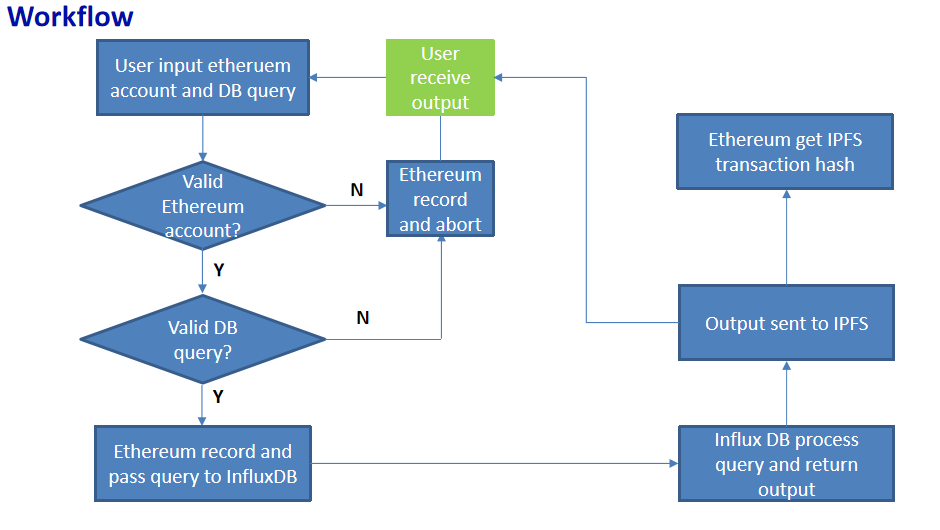 Workflow
User input etheruem
account and DB query
User
receive
output
Ethereum get IPFS
transaction hash
Valid
Ethereum
account?
N
Ethereum
record
and abort
Y
Valid DB
query?
N
Output sent to IPFS
Y
Ethereum record and
pass query to InfluxDB
Influx DB process
query and return
output